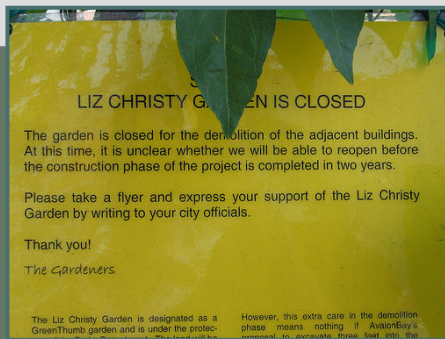 LIZ CHRISTY IS CLOSED
The garden is closed for the demolition of the adjacent buildings.
At this time, it is unclear whether we will be able to reopen before
the construction phase of the project is completed in two years.
Please take a flyer and express your support of the Liz Christy
Garden by writing to your city officials.
Thank you!
The Gardeners
The Liz Christy Garden is designated as a
GreenThumb garden and is under the protec-
However, this extra care in the demolition
phase means nothing if AvalonBay's
proposal to excavate three feet into the